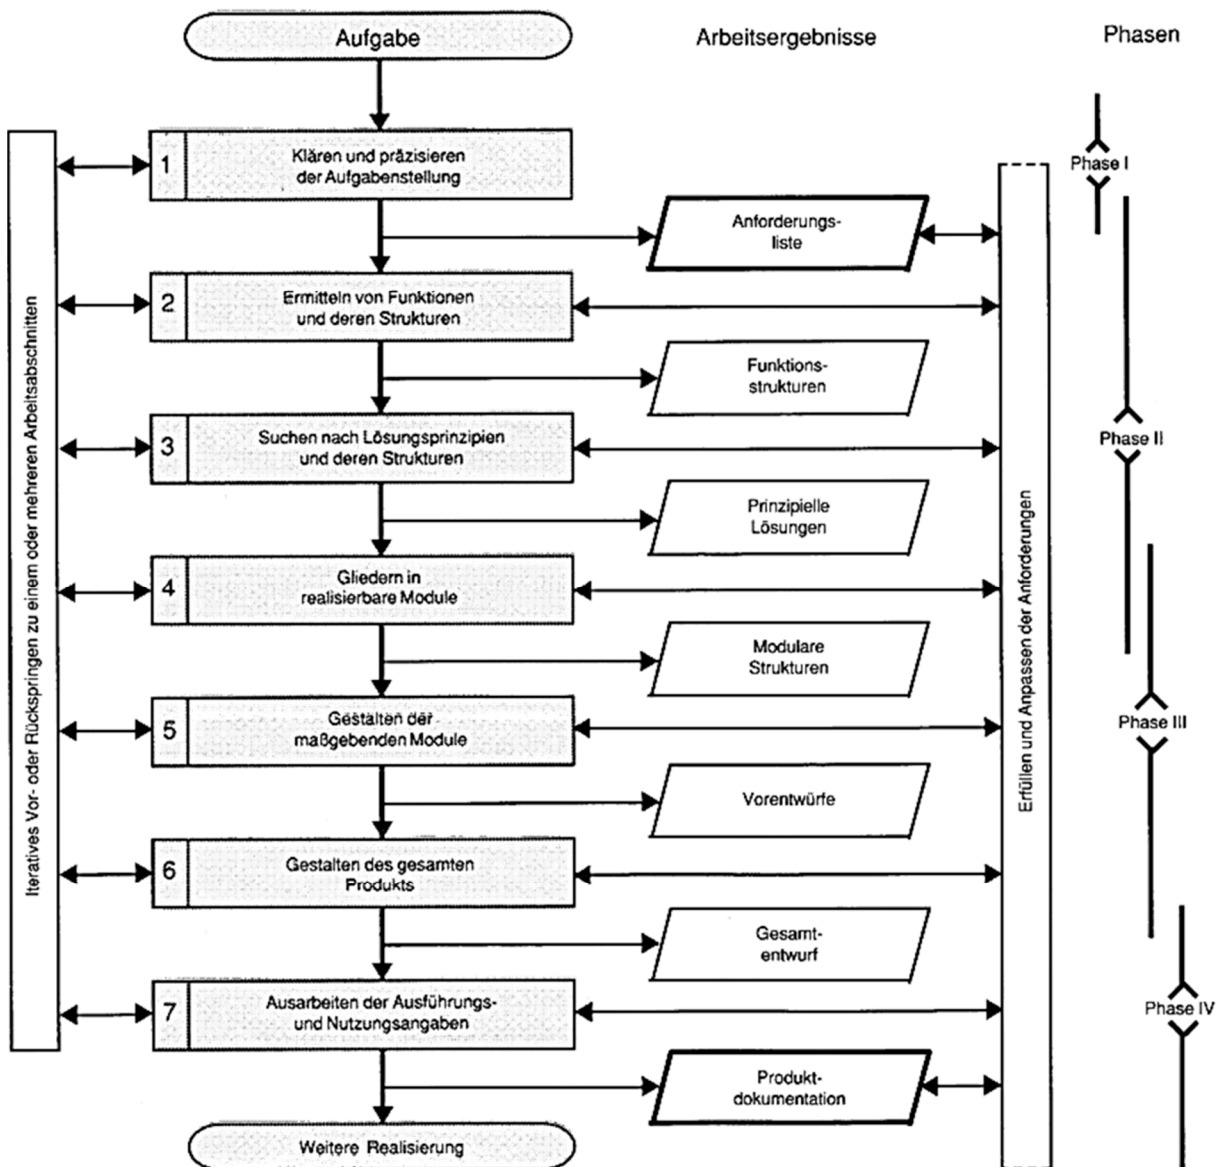 Aufgabe
Arbeitsergebnisse
Phasen
1
Klären und präzisieren
der Aufgabenstellung
Phase I
Anforderungs-
liste
2
Ermitteln von Funktionen
und deren Strukturen
Funktions-
strukturen
3
Suchen nach Lösungsprinzipien
und deren Strukturen
Phase II
Prinzipielle
Lösungen
4
Gliedern in
realisierbare Module
Modulare
Strukturen
5
Gestalten der
maßgebenden Module
Phase III
Vorentwürfe
6
Gestalten des gesamten
Produkts
Gesamt-
entwurf
7
Ausarbeiten der Ausführungs-
und Nutzungsangaben
Phase IV
Produkt-
dokumentation
Weitere Realisierung
Iteratives Vor- oder Rückspringen zu einem oder mehreren Arbeitsabschnitten
Erfüllen und Anpassen der Anforderungen